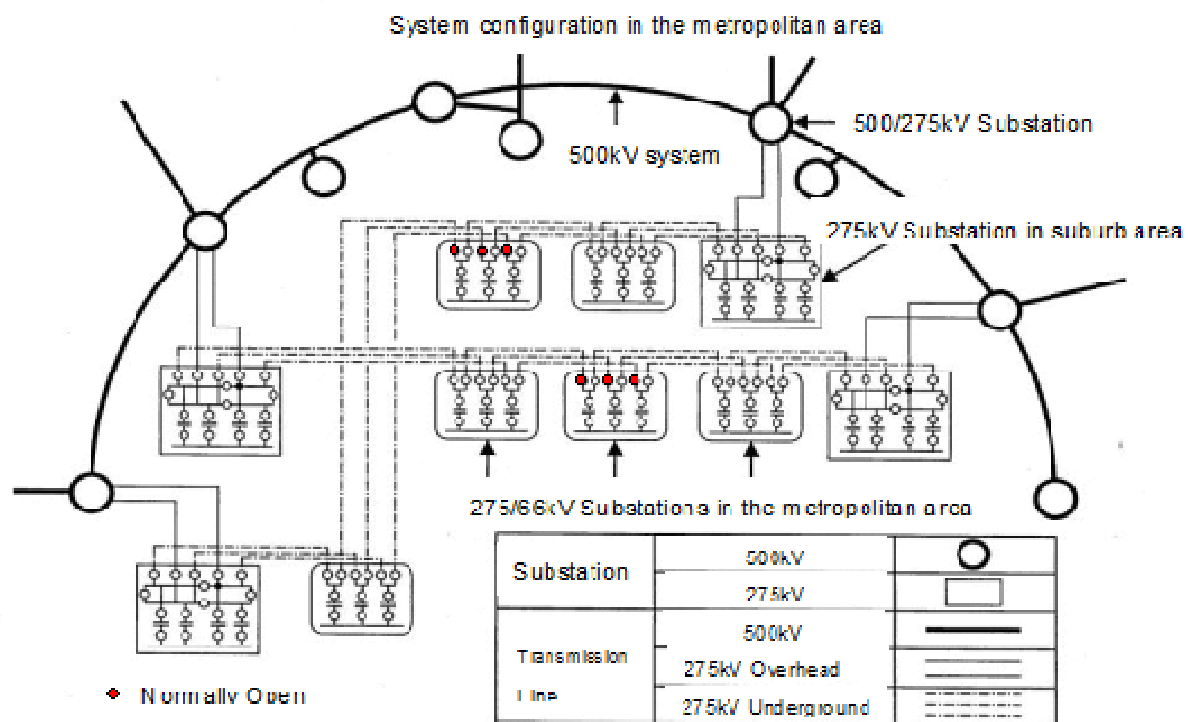 System configuration in the metropolitan area
500/275kV Substation
500kV system
275kV Substation in suburb area
275/66kV Substations in the metropolitan area
Substation
500kV
275kV
Transmission
Line
500kV
275kV Overhead
275kV Underground
Normally Open